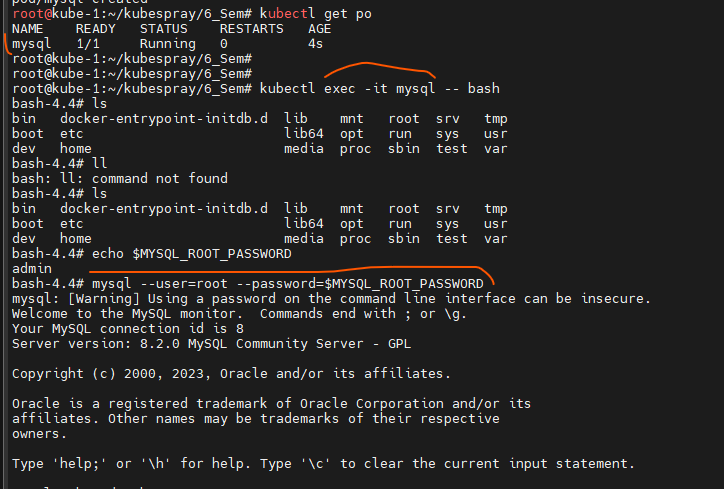 pod/mysql created
root@kube-1:~/kubespray/6_Sem# kubectl get po
NAME    READY   STATUS    RESTARTS   AGE
mysql   1/1     Running   0          4s
root@kube-1:~/kubespray/6_Sem#
root@kube-1:~/kubespray/6_Sem#
root@kube-1:~/kubespray/6_Sem# kubectl exec -it mysql -- bash
bash-4.4# ls
bin   docker-entrypoint-initdb.d  lib    mnt   root  srv   tmp
boot  etc                         lib64  opt   run   sys   usr
dev   home                        media  proc  sbin  test  var
bash-4.4# ll
bash: ll: command not found
bash-4.4# ls
bin   docker-entrypoint-initdb.d  lib    mnt   root  srv   tmp
boot  etc                         lib64  opt   run   sys   usr
dev   home                        media  proc  sbin  test  var
bash-4.4# echo $MYSQL_ROOT_PASSWORD
admin
bash-4.4# mysql --user=root --password=$MYSQL_ROOT_PASSWORD
mysql: [Warning] Using a password on the command line interface can be insecure.
Welcome to the MySQL monitor.  Commands end with ; or \g.
Your MySQL connection id is 8
Server version: 8.2.0 MySQL Community Server - GPL
Copyright (c) 2000, 2023, Oracle and/or its affiliates.
Oracle is a registered trademark of Oracle Corporation and/or its
affiliates. Other names may be trademarks of their respective
owners.
Type 'help;' or '\h' for help. Type '\c' to clear the current input statement.